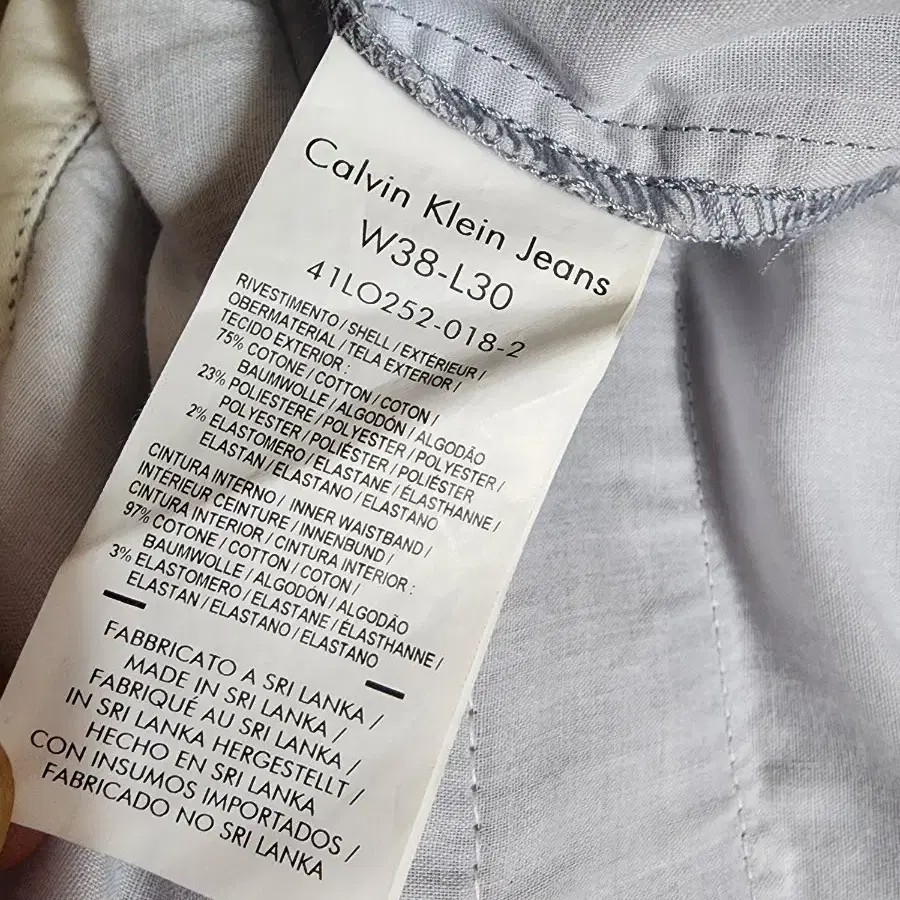 Calvin Klein Jeans
W38-L30
41LO252-018-2
RIVESTIMENTO / SHELL / EXTÉRIEUR /
OBERMATERIAL / TELA EXTERIOR /
TECIDO EXTERIOR :
75% COTONE / COTTON / COTON /
BAUMWOLLE / ALGODÓN / ALGODÃO
23% POLIESTERE / POLYESTER / POLYESTER /
POLYESTER / POLIÉSTER / POLIÉSTER
2% ELASTOMERO / ELASTANE / ÉLASTHANNE /
ELASTAN / ELASTANO / ELASTANO
CINTURA INTERNO / INNER WAISTBAND /
INTÉRIEUR CEINTURE / INNENBUND /
CINTURA INTERIOR / CINTURA INTERIOR :
97% COTONE / COTTON / COTON /
BAUMWOLLE / ALGODÓN / ALGODÃO
3% ELASTOMERO / ELASTANE / ÉLASTHANNE /
ELASTAN / ELASTANO / ELASTANO
FABBRICATO A SRI LANKA /
MADE IN SRI LANKA /
FABRIQUÉ AU SRI LANKA /
IN SRI LANKA HERGESTELLT /
HECHO EN SRI LANKA
CON INSUMOS IMPORTADOS /
FABRICADO NO SRI LANKA